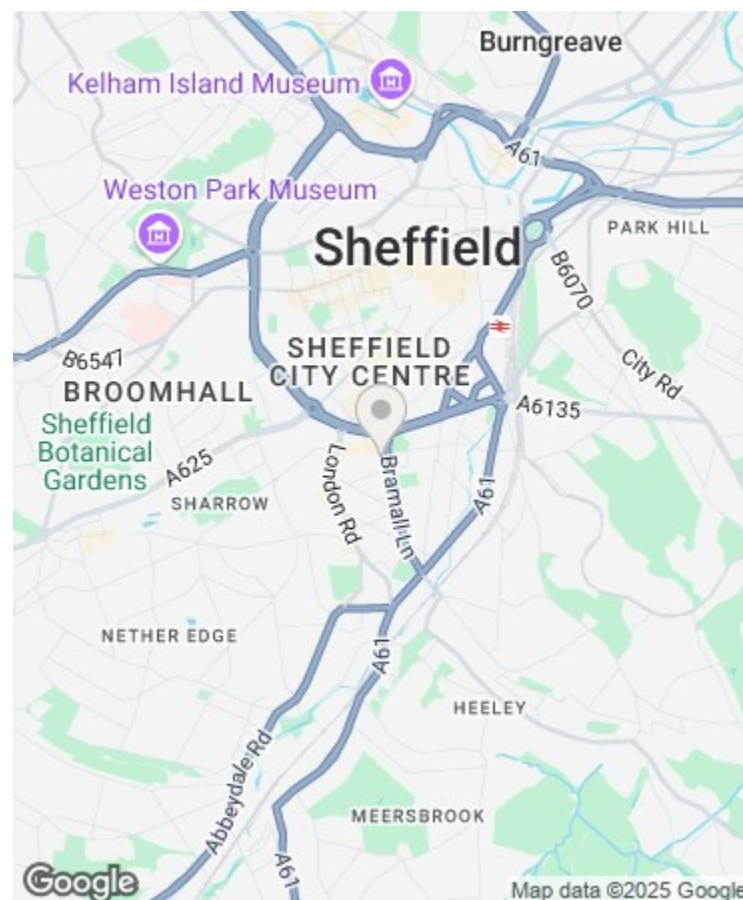 Burngreave
Kelham Island Museum
A61
Weston Park Museum
PARK HILL
Sheffield
B6070
SHEFFIELD
CITY CENTRE
B6547
City Rd
BROOMHALL
A6135
Sheffield
Botanical
Gardens
A625
London Rd
Bramall Ln
A61
SHARROW
NETHER EDGE
A61
HEELEY
Abbeydale Rd
MEERSBROOK
A61
Google
Map data ©2025 Google